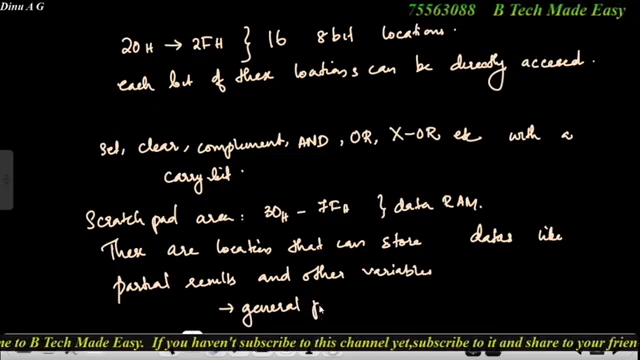 Dinu A G
75563088 B Tech Made Easy
20H → 2FH } 16 8bit locations.
each bit of these locations can be directly accessed.
set, clear, complement, AND, OR, X-OR etc with a
carry bit.
Scratch pad area: 30H - 7FH } data RAM.
These are location that can store datas like
partial results and other variables
→ general p
ne to B Tech Made Easy. If you haven't subscribe to this channel yet,subscribe to it and share to your frien